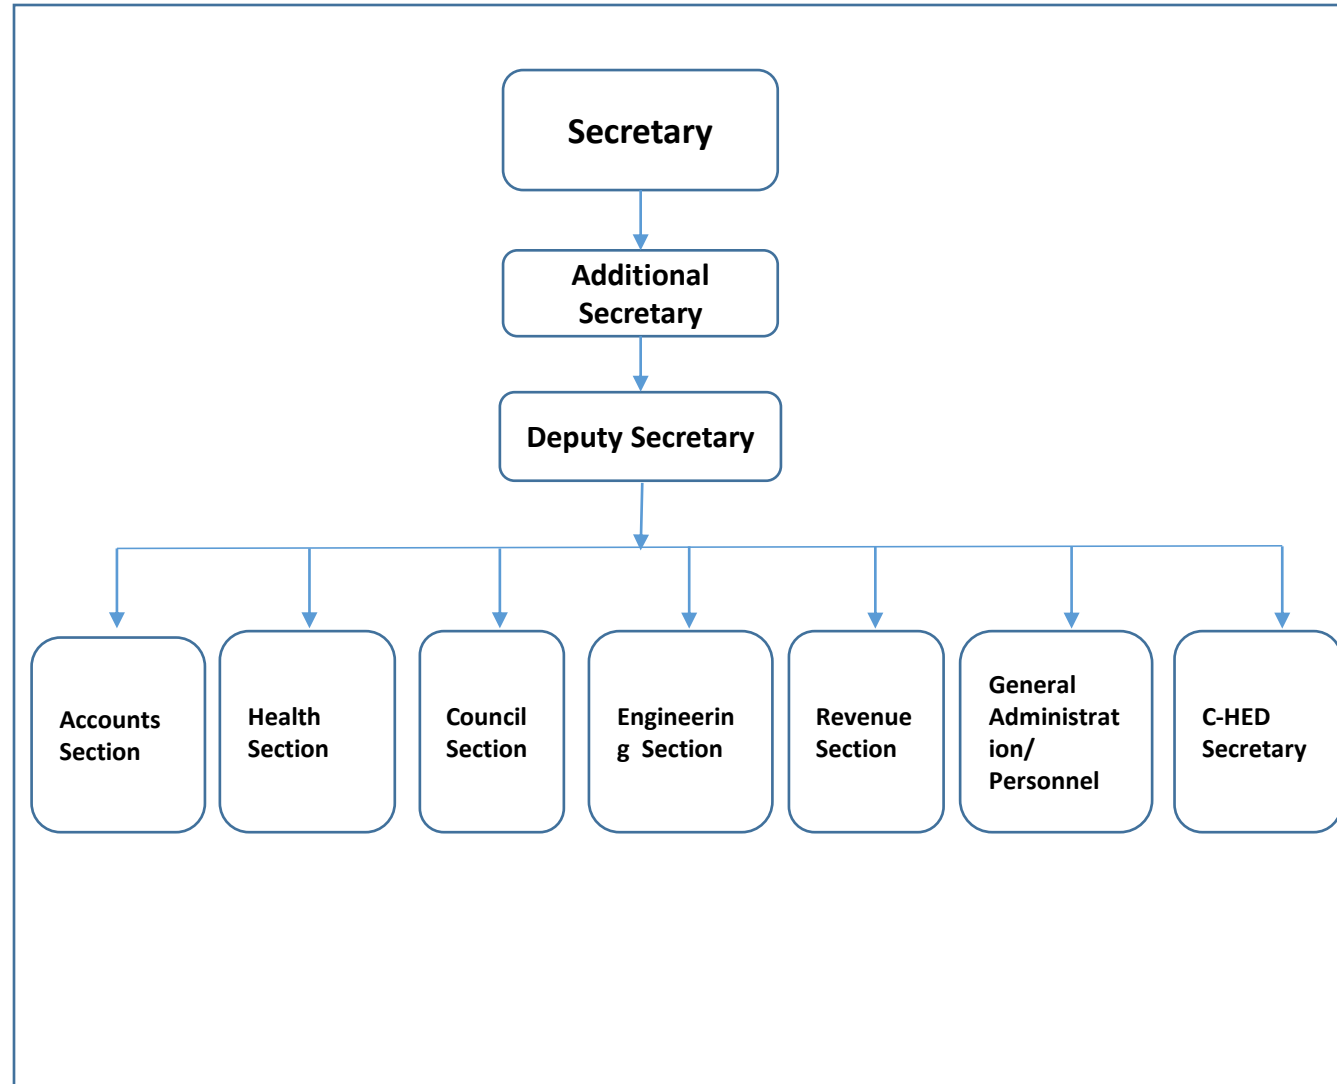 Secretary
Additional
Secretary
Deputy Secretary
Accounts
Section
Health
Section
Council
Section
Engineerin
g  Section
Revenue
Section
General
Administrat
ion/
Personnel
C-HED
Secretary